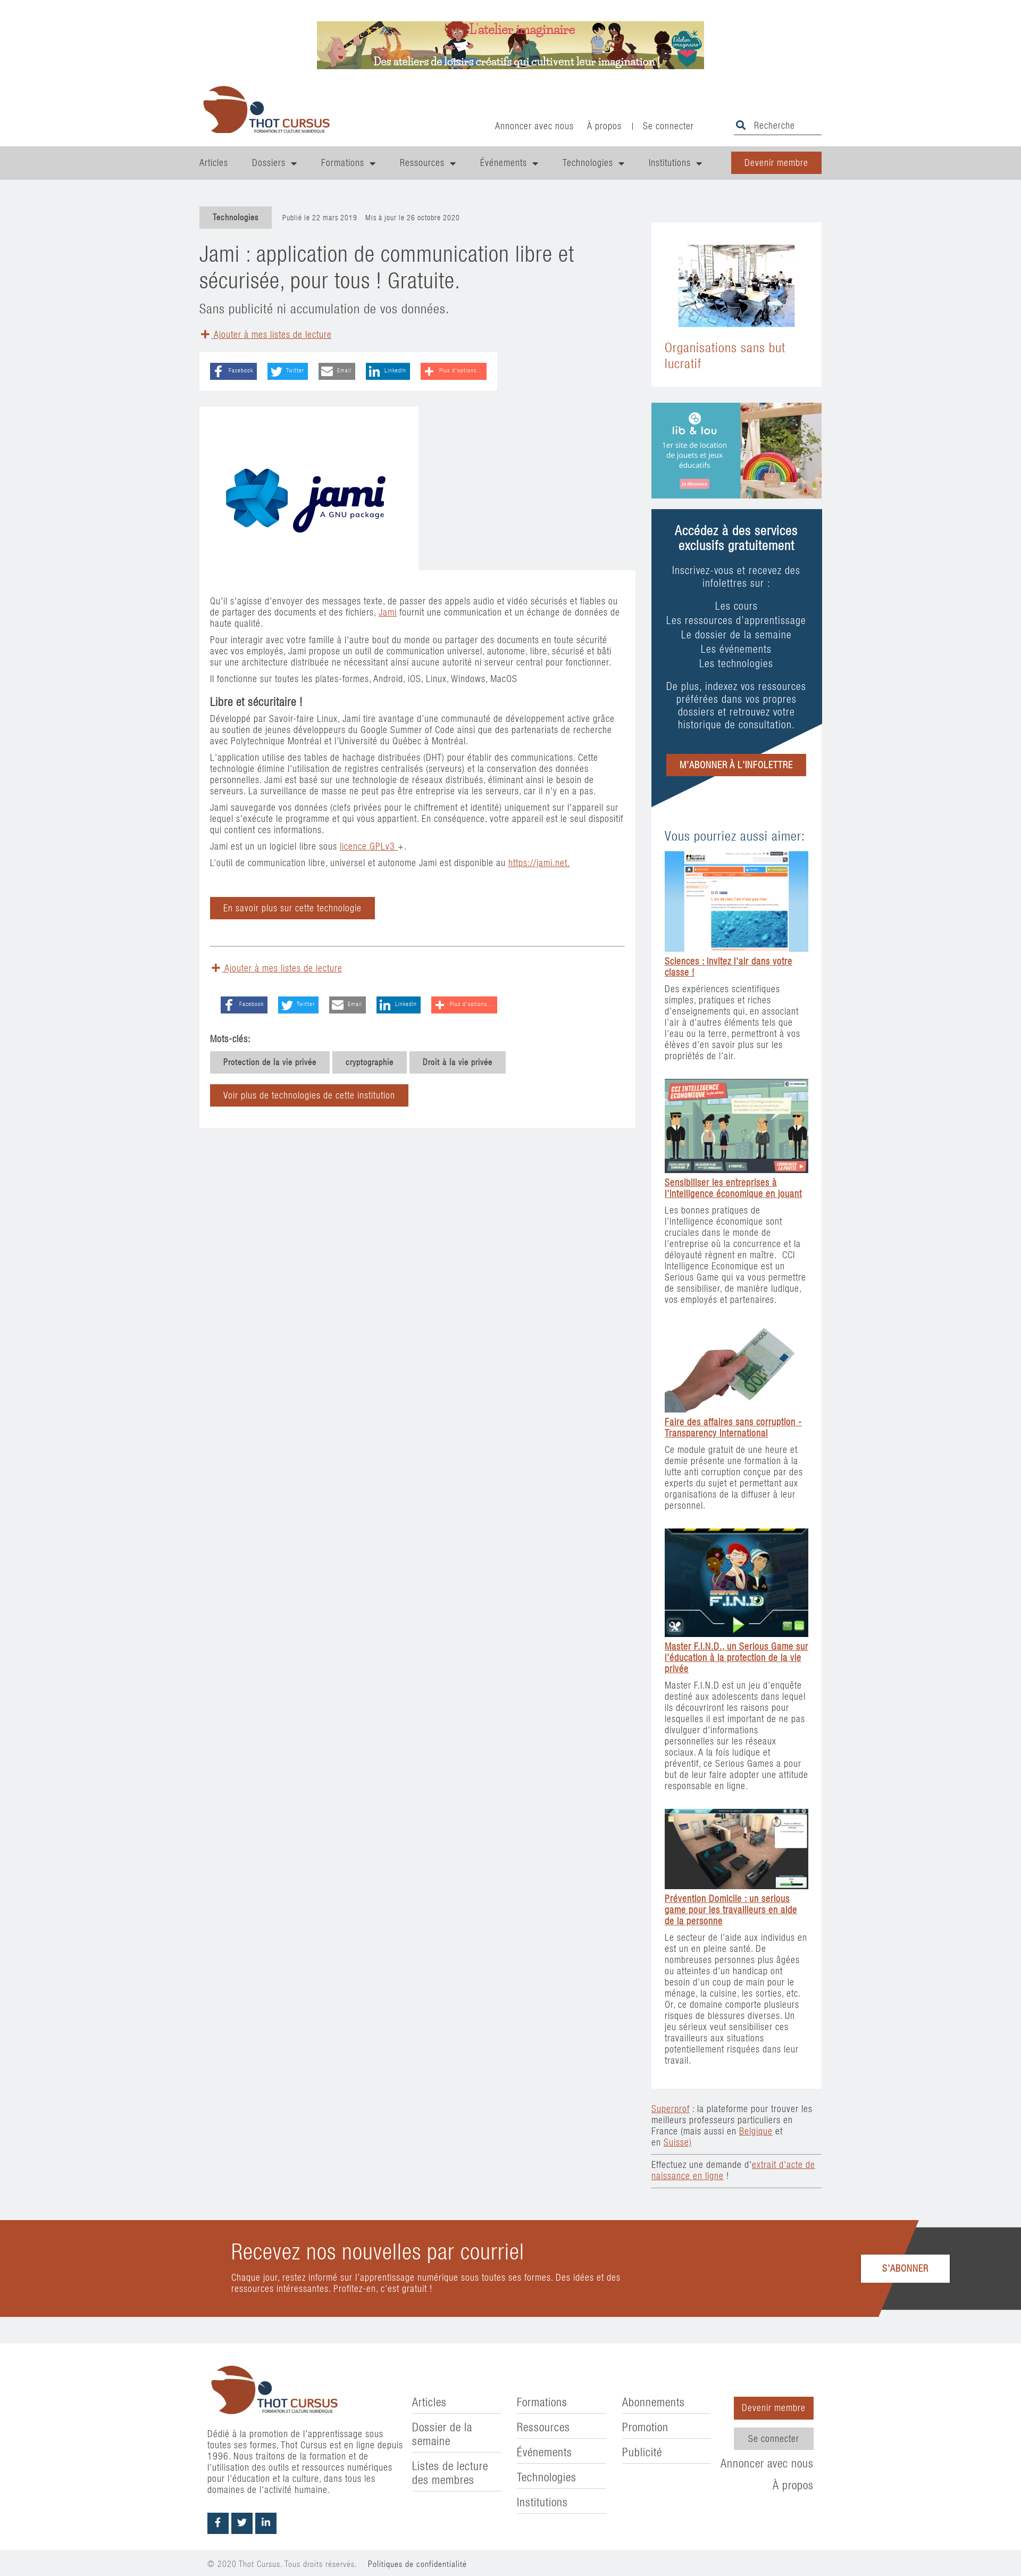 L'atelier imaginaire
Des ateliers de loisirs créatifs qui cultivent leur imagination !
THOT CURSUS
FORMATION ET CULTURE NUMÉRIQUE
Annoncer avec nous
À propos
|
Se connecter
Recherche
Articles
Dossiers
Formations
Ressources
Événements
Technologies
Institutions
Devenir membre
Technologies
Publié le 22 mars 2019
Mis à jour le 26 octobre 2020
Jami : application de communication libre et
sécurisée, pour tous ! Gratuite.
Sans publicité ni accumulation de vos données.
Ajouter à mes listes de lecture
Facebook
Twitter
Email
LinkedIn
Plus d'options...
jami
A GNU package
Qu'il s'agisse d'envoyer des messages texte, de passer des appels audio et vidéo sécurisés et fiables ou
de partager des documents et des fichiers, Jami fournit une communication et un échange de données de
haute qualité.
Pour interagir avec votre famille à l'autre bout du monde ou partager des documents en toute sécurité
avec vos employés, Jami propose un outil de communication universel, autonome, libre, sécurisé et bâti
sur une architecture distribuée ne nécessitant ainsi aucune autorité ni serveur central pour fonctionner.
Il fonctionne sur toutes les plates-formes, Android, iOS, Linux, Windows, MacOS
Libre et sécuritaire !
Développé par Savoir-faire Linux, Jami tire avantage d'une communauté de développement active grâce
au soutien de jeunes développeurs du Google Summer of Code ainsi que des partenariats de recherche
avec Polytechnique Montréal et l'Université du Québec à Montréal.
L'application utilise des tables de hachage distribuées (DHT) pour établir des communications. Cette
technologie élimine l'utilisation de registres centralisés (serveurs) et la conservation des données
personnelles. Jami est basé sur une technologie de réseaux distribués, éliminant ainsi le besoin de
serveurs. La surveillance de masse ne peut pas être entreprise via les serveurs, car il n'y en a pas.
Jami sauvegarde vos données (clefs privées pour le chiffrement et identité) uniquement sur l'appareil sur
lequel s'exécute le programme et qui vous appartient. En conséquence, votre appareil est le seul dispositif
qui contient ces informations.
Jami est un un logiciel libre sous licence GPLv3 +.
L'outil de communication libre, universel et autonome Jami est disponible au https://jami.net.
En savoir plus sur cette technologie
Ajouter à mes listes de lecture
Facebook
Twitter
Email
LinkedIn
Plus d'options...
Mots-clés:
Protection de la vie privée
cryptographie
Droit à la vie privée
Voir plus de technologies de cette institution
Organisations sans but
lucratif
lib & lou
1er site de location
de jouets et jeux
éducatifs
je découvre
Accédez à des services
exclusifs gratuitement
Inscrivez-vous et recevez des
infolettres sur :
Les cours
Les ressources d'apprentissage
Le dossier de la semaine
Les événements
Les technologies
De plus, indexez vos ressources
préférées dans vos propres
dossiers et retrouvez votre
historique de consultation.
M'ABONNER À L'INFOLETTRE
Vous pourriez aussi aimer:
Sciences : Invitez l'air dans votre
classe !
Des expériences scientifiques
simples, pratiques et riches
d'enseignements qui, en associant
l'air à d'autres éléments tels que
l'eau ou la terre, permettront à vos
élèves d'en savoir plus sur les
propriétés de l'air.
CCI INTELLIGENCE
ECONOMIQUE
Sensibiliser les entreprises à
l'intelligence économique en jouant
Les bonnes pratiques de
l'intelligence économique sont
cruciales dans le monde de
l'entreprise où la concurrence et la
déloyauté règnent en maître.  CCI
Intelligence Economique est un
Serious Game qui va vous permettre
de sensibiliser, de manière ludique,
vos employés et partenaires.
100
Faire des affaires sans corruption -
Transparency International
Ce module gratuit de une heure et
demie présente une formation à la
lutte anti corruption conçue par des
experts du sujet et permettant aux
organisations de la diffuser à leur
personnel.
MASTER
F.I.N.D
Master F.I.N.D., un Serious Game sur
l'éducation à la protection de la vie
privée
Master F.I.N.D est un jeu d'enquête
destiné aux adolescents dans lequel
ils découvriront les raisons pour
lesquelles il est important de ne pas
divulguer d'informations
personnelles sur les réseaux
sociaux. A la fois ludique et
préventif, ce Serious Games a pour
but de leur faire adopter une attitude
responsable en ligne.
Prévention Domicile : un serious
game pour les travailleurs en aide
de la personne
Le secteur de l'aide aux individus en
est un en pleine santé. De
nombreuses personnes plus âgées
ou atteintes d'un handicap ont
besoin d'un coup de main pour le
ménage, la cuisine, les sorties, etc.
Or, ce domaine comporte plusieurs
risques de blessures diverses. Un
jeu sérieux veut sensibiliser ces
travailleurs aux situations
potentiellement risquées dans leur
travail.
Superprof : la plateforme pour trouver les
meilleurs professeurs particuliers en
France (mais aussi en Belgique et
en Suisse)
Effectuez une demande d'extrait d'acte de
naissance en ligne !
Recevez nos nouvelles par courriel
Chaque jour, restez informé sur l'apprentissage numérique sous toutes ses formes. Des idées et des
ressources intéressantes. Profitez-en, c'est gratuit !
S'ABONNER
THOT CURSUS
FORMATION ET CULTURE NUMÉRIQUE
Dédié à la promotion de l'apprentissage sous
toutes ses formes, Thot Cursus est en ligne depuis
1996. Nous traitons de la formation et de
l'utilisation des outils et ressources numériques
pour l'éducation et la culture, dans tous les
domaines de l'activité humaine.
Articles
Dossier de la
semaine
Listes de lecture
des membres
Formations
Ressources
Événements
Technologies
Institutions
Abonnements
Promotion
Publicité
Devenir membre
Se connecter
Annoncer avec nous
À propos
© 2020 Thot Cursus. Tous droits réservés.
Politiques de confidentialité